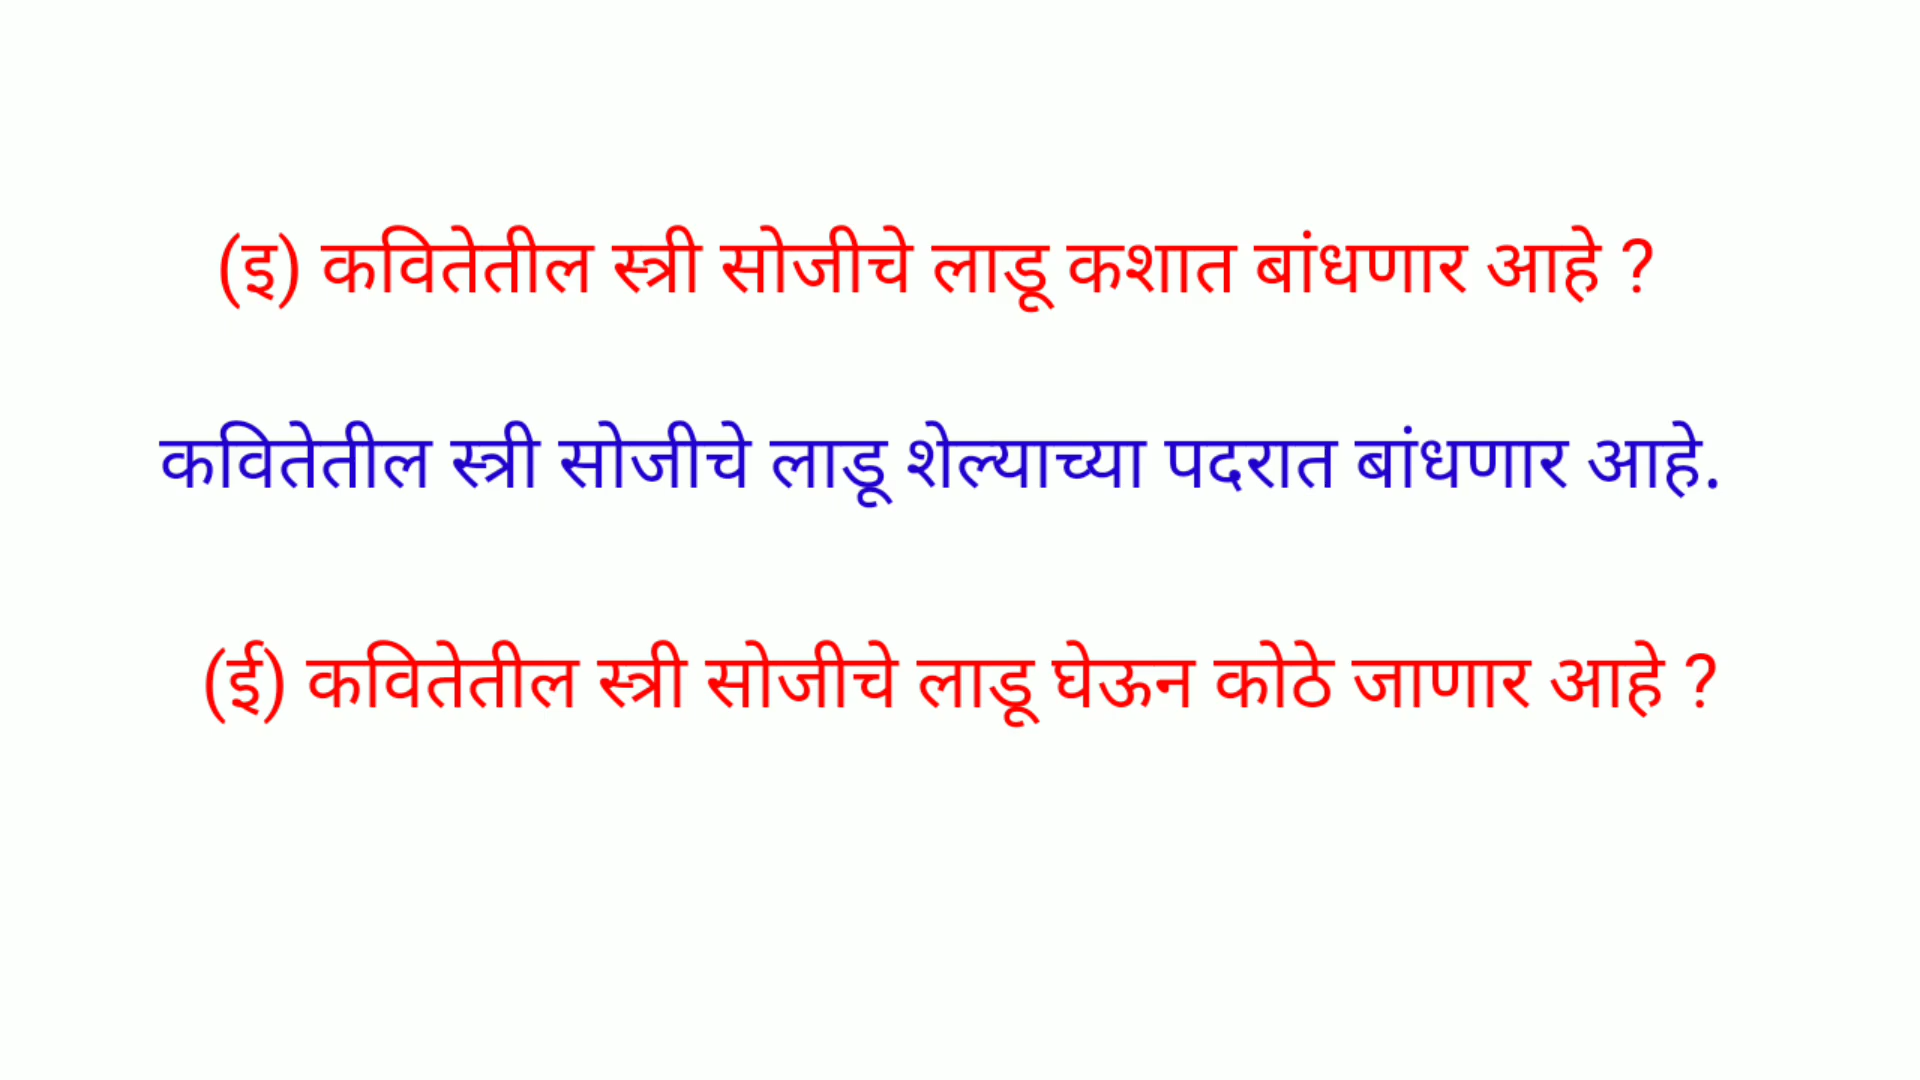 (इ) कवितेतील स्त्री सोजीचे लाडू कशात बांधणार आहे ?
कवितेतील स्त्री सोजीचे लाडू शेल्याच्या पदरात बांधणार आहे.
(ई) कवितेतील स्त्री सोजीचे लाडू घेऊन कोठे जाणार आहे ?